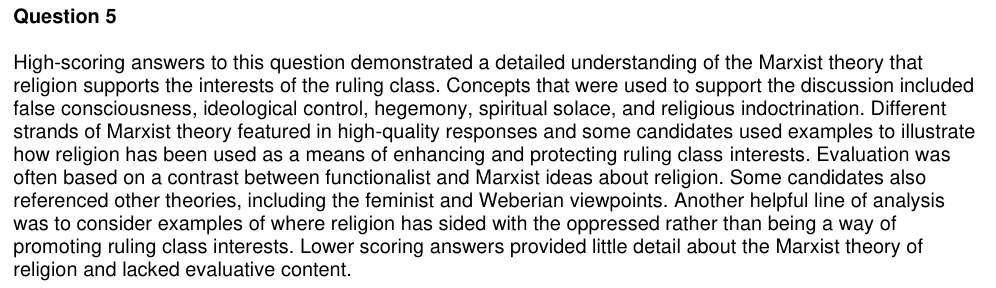 Question 5
High-scoring answers to this question demonstrated a detailed understanding of the Marxist theory that
religion supports the interests of the ruling class. Concepts that were used to support the discussion included
false consciousness, ideological control, hegemony, spiritual solace, and religious indoctrination. Different
strands of Marxist theory featured in high-quality responses and some candidates used examples to illustrate
how religion has been used as a means of enhancing and protecting ruling class interests. Evaluation was
often based on a contrast between functionalist and Marxist ideas about religion. Some candidates also
referenced other theories, including the feminist and Weberian viewpoints. Another helpful line of analysis
was to consider examples of where religion has sided with the oppressed rather than being a way of
promoting ruling class interests. Lower scoring answers provided little detail about the Marxist theory of
religion and lacked evaluative content.